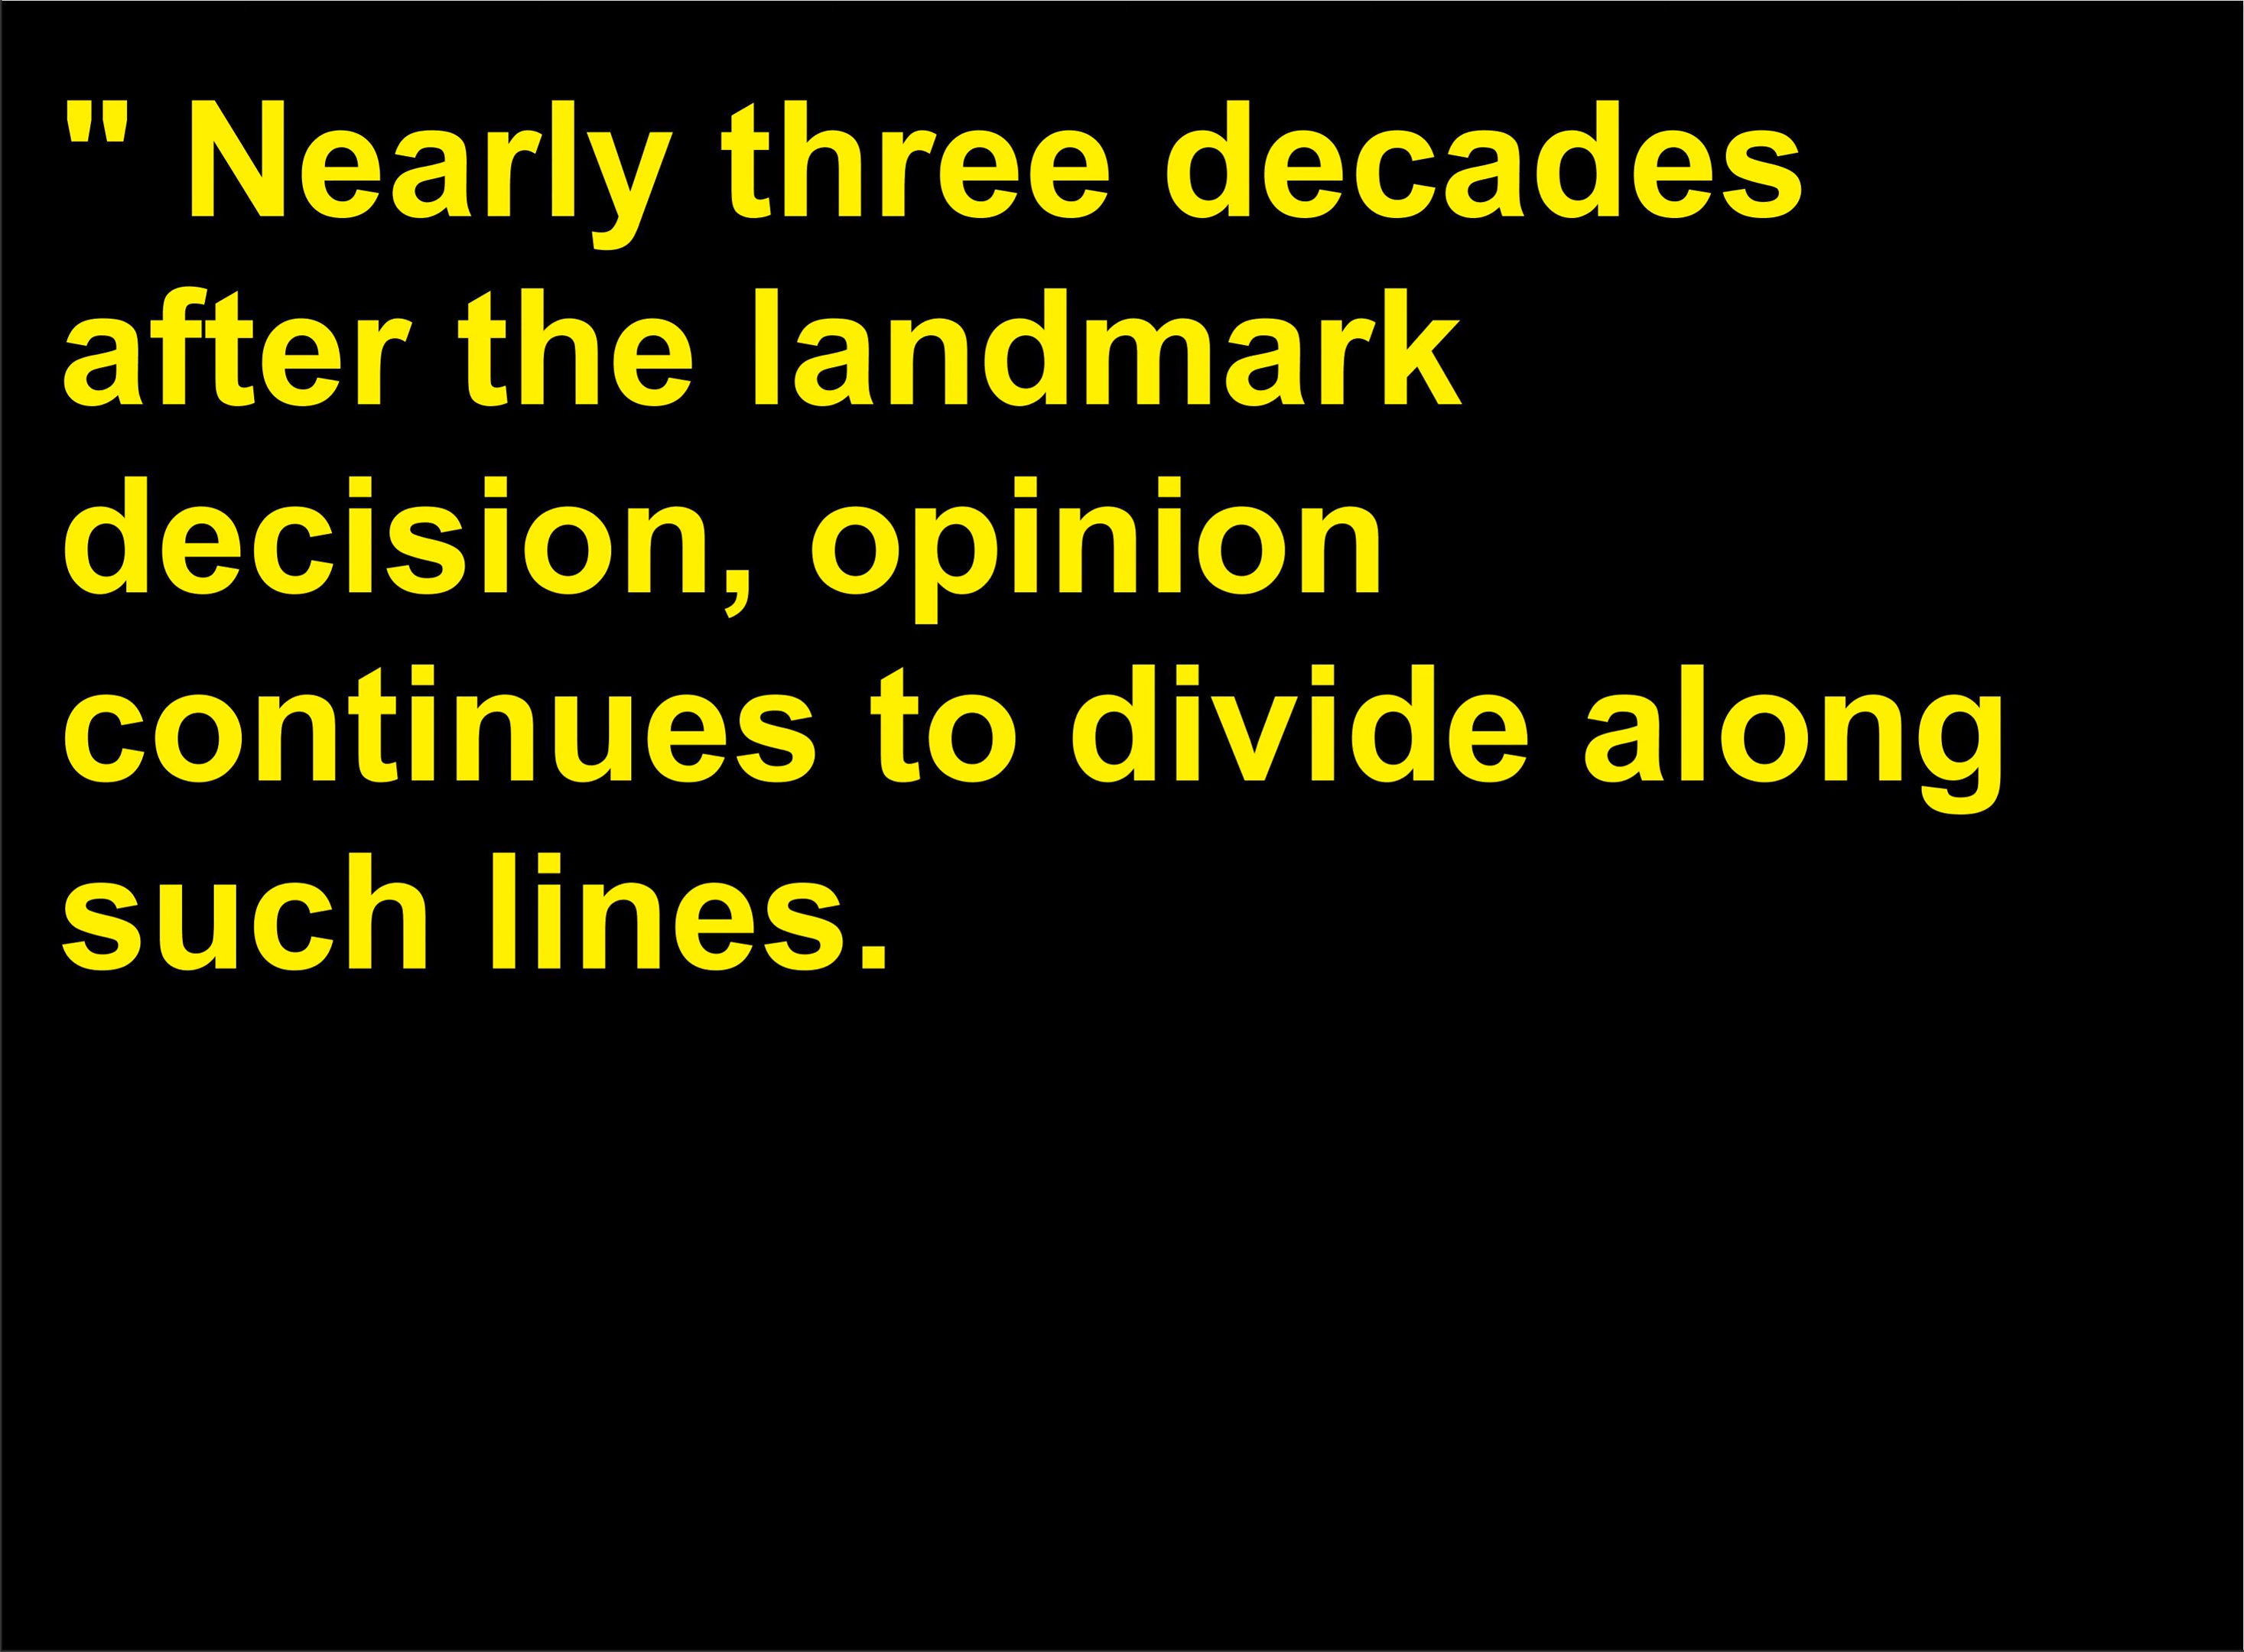 " Nearly three decades
after the landmark
decision, opinion
continues to divide along
such lines.